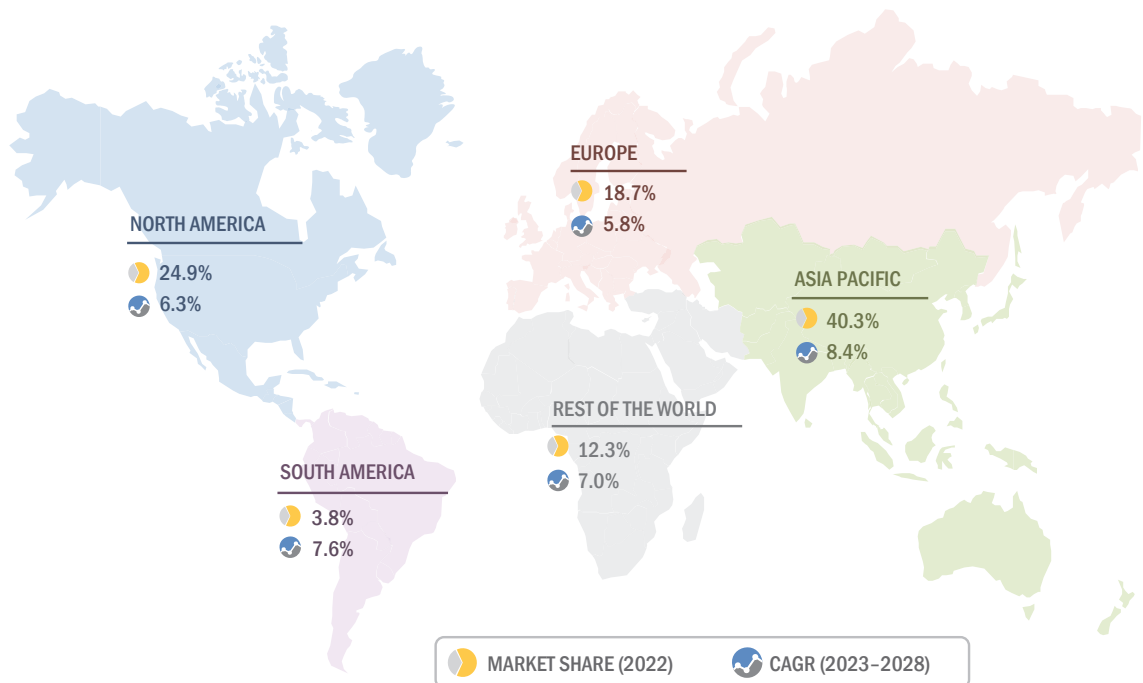 EUROPE
18.7%
5.8%
NORTH AMERICA
24.9%
6.3%
ASIA PACIFIC
40.3%
8.4%
REST OF THE WORLD
12.3%
7.0%
SOUTH AMERICA
3.8%
7.6%
MARKET SHARE (2022)
CAGR (2023–2028)